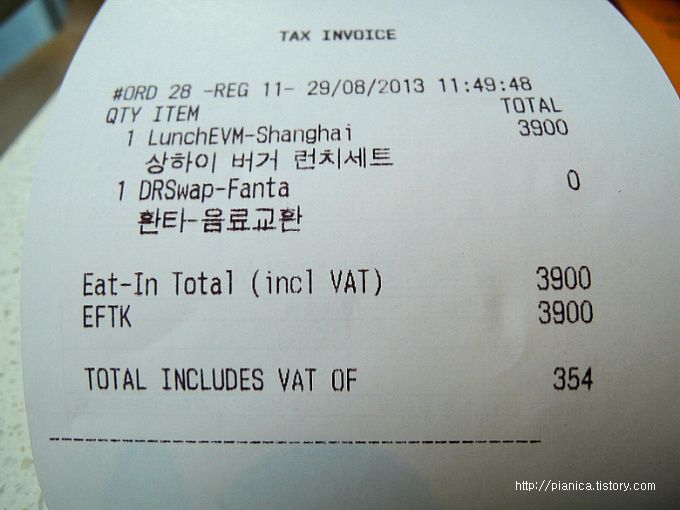 TAX INVOICE
#ORD 28 -REG 11- 29/08/2013 11:49:48
QTY ITEM TOTAL
1 LunchEVM-Shanghai 3900
상하이 버거 런치세트
1 DRSwap-Fanta 0
환타-음료교환
Eat-In Total (incl VAT) 3900
EFTK 3900
TOTAL INCLUDES VAT OF 354
http://pianica.tistory.com